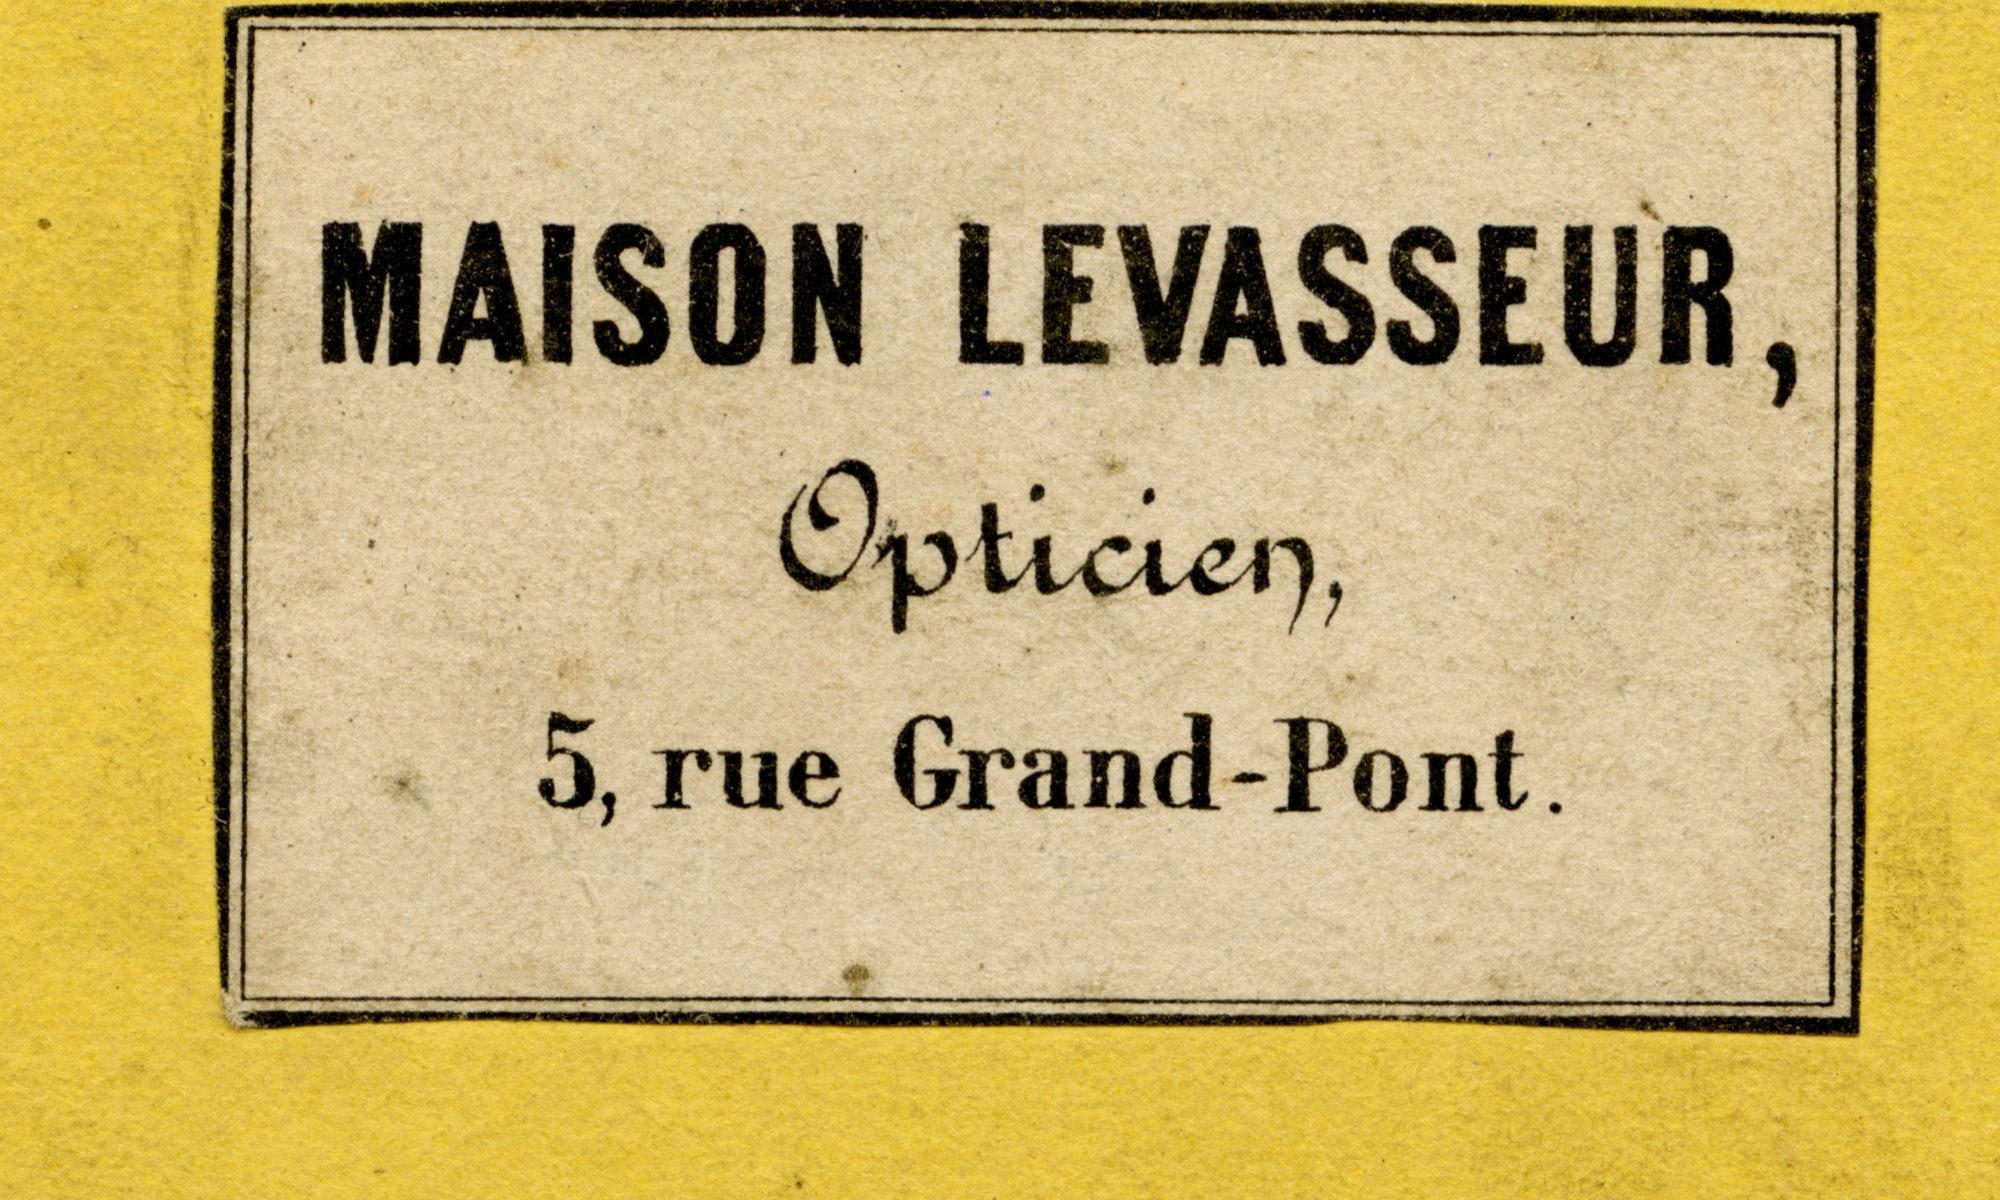 MAISON LEVASSEUR,
Opticien,
5, rue Grand-Pont.